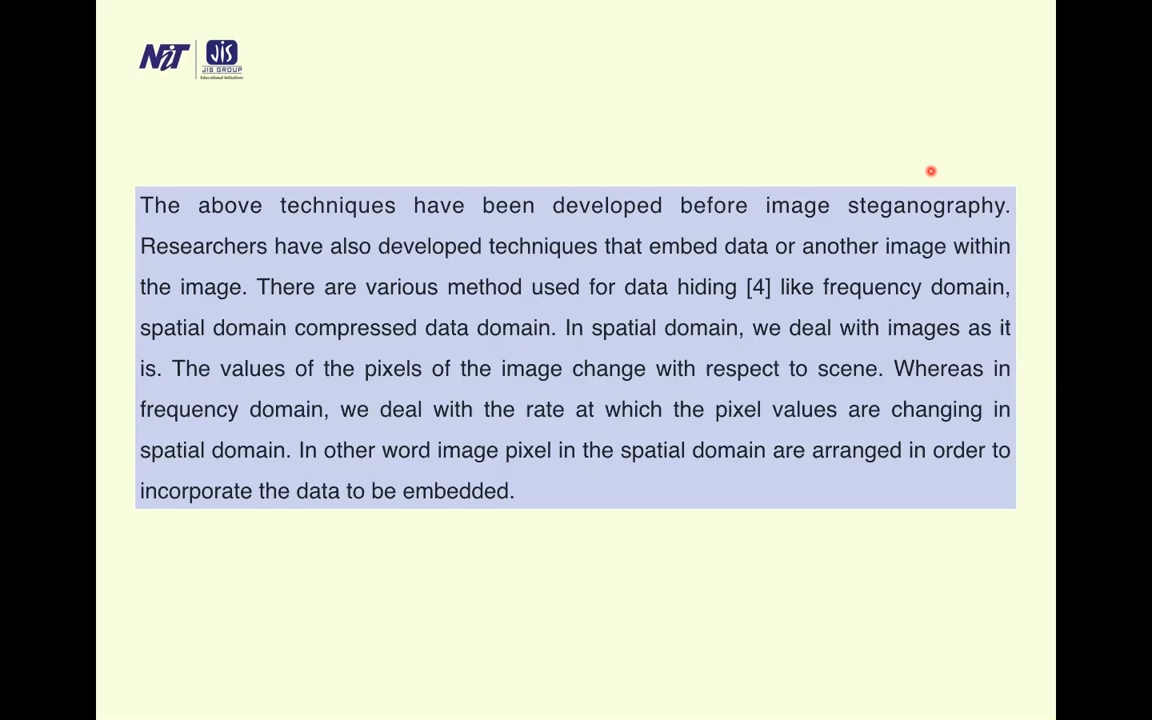 NiT
JIS
JIS GROUP
Educational Initiatives
The above techniques have been developed before image steganography.
Researchers have also developed techniques that embed data or another image within
the image. There are various method used for data hiding [4] like frequency domain,
spatial domain compressed data domain. In spatial domain, we deal with images as it
is. The values of the pixels of the image change with respect to scene. Whereas in
frequency domain, we deal with the rate at which the pixel values are changing in
spatial domain. In other word image pixel in the spatial domain are arranged in order to
incorporate the data to be embedded.